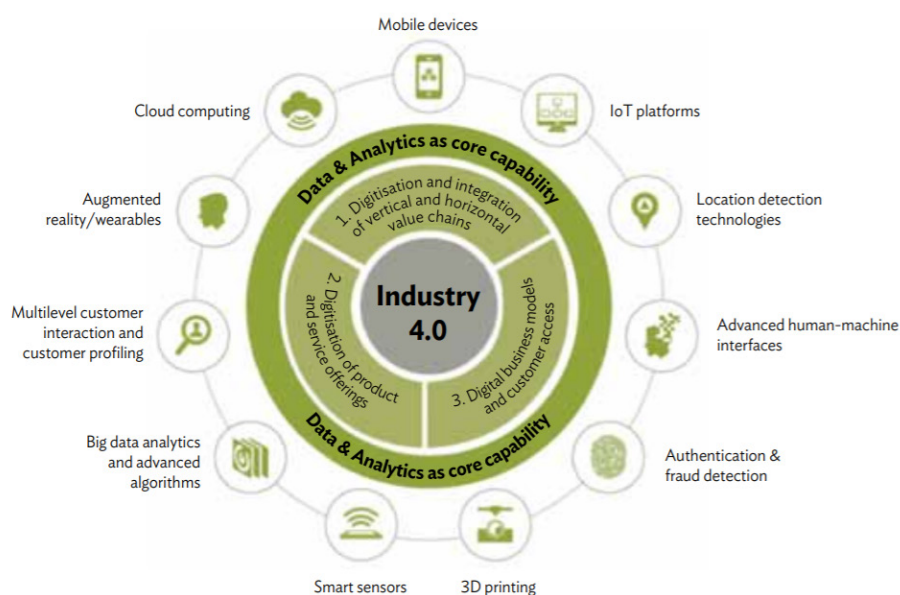 Mobile devices
Cloud computing
IoT platforms
Augmented
reality/wearables
Location detection
technologies
Multilevel customer
interaction and
customer profiling
Advanced human-machine
interfaces
Big data analytics
and advanced
algorithms
Authentication &
fraud detection
Smart sensors
3D printing
Data & Analytics as core capability
1. Digitisation and integration
of vertical and horizontal
value chains
2. Digitisation of product
and service offerings
Industry
4.0
3. Digital business models
and customer access
Data & Analytics as core capability